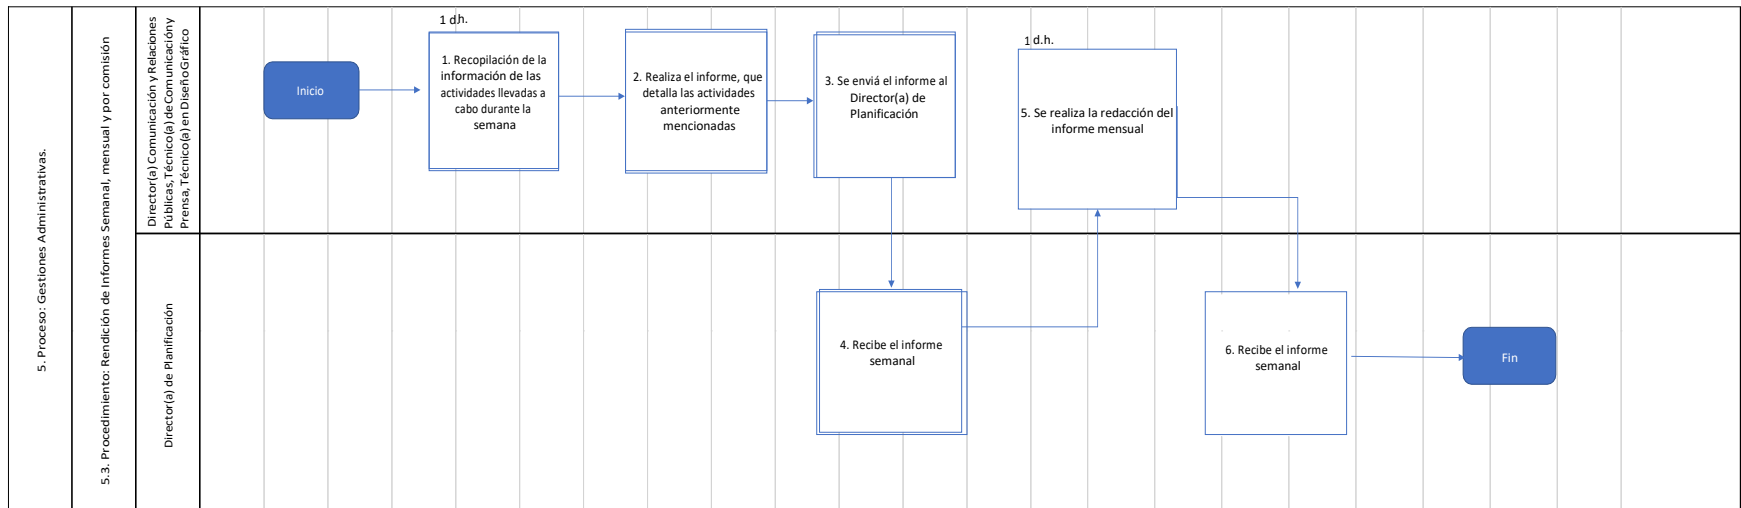 5. Proceso: Gestiones Administrativas.
5.3. Procedimiento: Rendición de Informes Semanal, mensual y por comisión
Director(a) Comunicación y Relaciones
Públicas, Técnico(a) de Comunicación y
Prensa, Técnico(a) en Diseño Gráfico
Inicio
1 d.h.
1. Recopilación de la
información de las
actividades llevadas a
cabo durante la
semana
2. Realiza el informe, que
detalla las actividades
anteriormente
mencionadas
3. Se enviá el informe al
Director(a) de
Planificación
1 d.h.
5. Se realiza la redacción del
informe mensual
Director(a) de Planificación
4. Recibe el informe
semanal
6. Recibe el informe
semanal
Fin